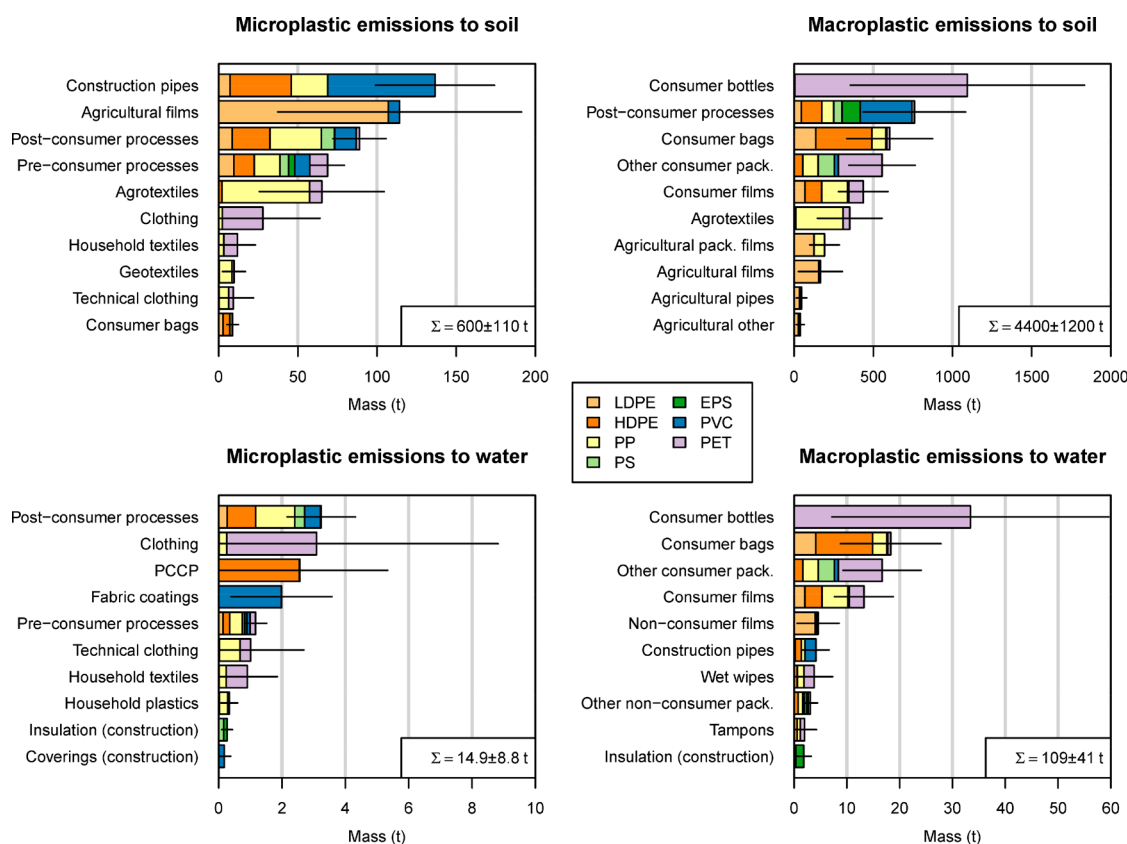 Microplastic emissions to soil
Construction pipes
Agricultural films
Post−consumer processes
Pre−consumer processes
Agrotextiles
Clothing
Household textiles
Geotextiles
Technical clothing
Consumer bags
Σ = 600±110 t
0 50 100 150 200
Mass (t)
Macroplastic emissions to soil
Consumer bottles
Post−consumer processes
Consumer bags
Other consumer pack.
Consumer films
Agrotextiles
Agricultural pack. films
Agricultural films
Agricultural pipes
Agricultural other
Σ = 4400±1200 t
0 500 1000 1500 2000
Mass (t)
LDPE
HDPE
PP
PS
EPS
PVC
PET
Microplastic emissions to water
Post−consumer processes
Clothing
PCCP
Fabric coatings
Pre−consumer processes
Technical clothing
Household textiles
Household plastics
Insulation (construction)
Coverings (construction)
Σ = 14.9±8.8 t
0 2 4 6 8 10
Mass (t)
Macroplastic emissions to water
Consumer bottles
Consumer bags
Other consumer pack.
Consumer films
Non−consumer films
Construction pipes
Wet wipes
Other non−consumer pack.
Tampons
Insulation (construction)
Σ = 109±41 t
0 10 20 30 40 50 60
Mass (t)